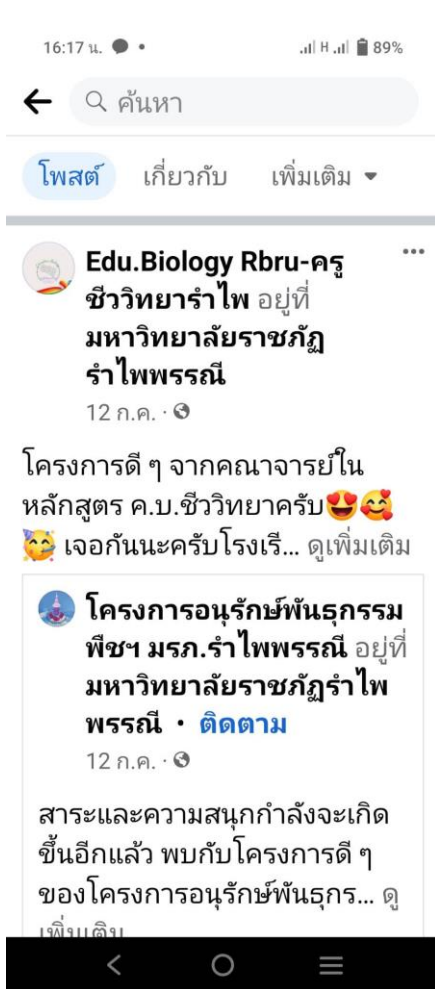 16:17 น.
H
89%
ค้นหา
โพสต์ เกี่ยวกับ เพิ่มเติม
Edu.Biology Rbru-ครู
ชีววิทยารำไพ อยู่ที่
มหาวิทยาลัยราชภัฏ
รำไพพรรณี
12 ก.ค. ·
โครงการดี ๆ จากคณาจารย์ใน
หลักสูตร ค.บ.ชีววิทยาครับ😍🥰
🥳 เจอกันนะครับโรงเรี... ดูเพิ่มเติม
โครงการอนุรักษ์พันธุกรรม
พืชฯ มรภ.รำไพพรรณี อยู่ที่
มหาวิทยาลัยราชภัฏรำไพ
พรรณี · ติดตาม
12 ก.ค. ·
สาระและความสนุกกำลังจะเกิด
ขึ้นอีกแล้ว พบกับโครงการดี ๆ
ของโครงการอนุรักษ์พันธุกร... ดู
เพิ่มเติม